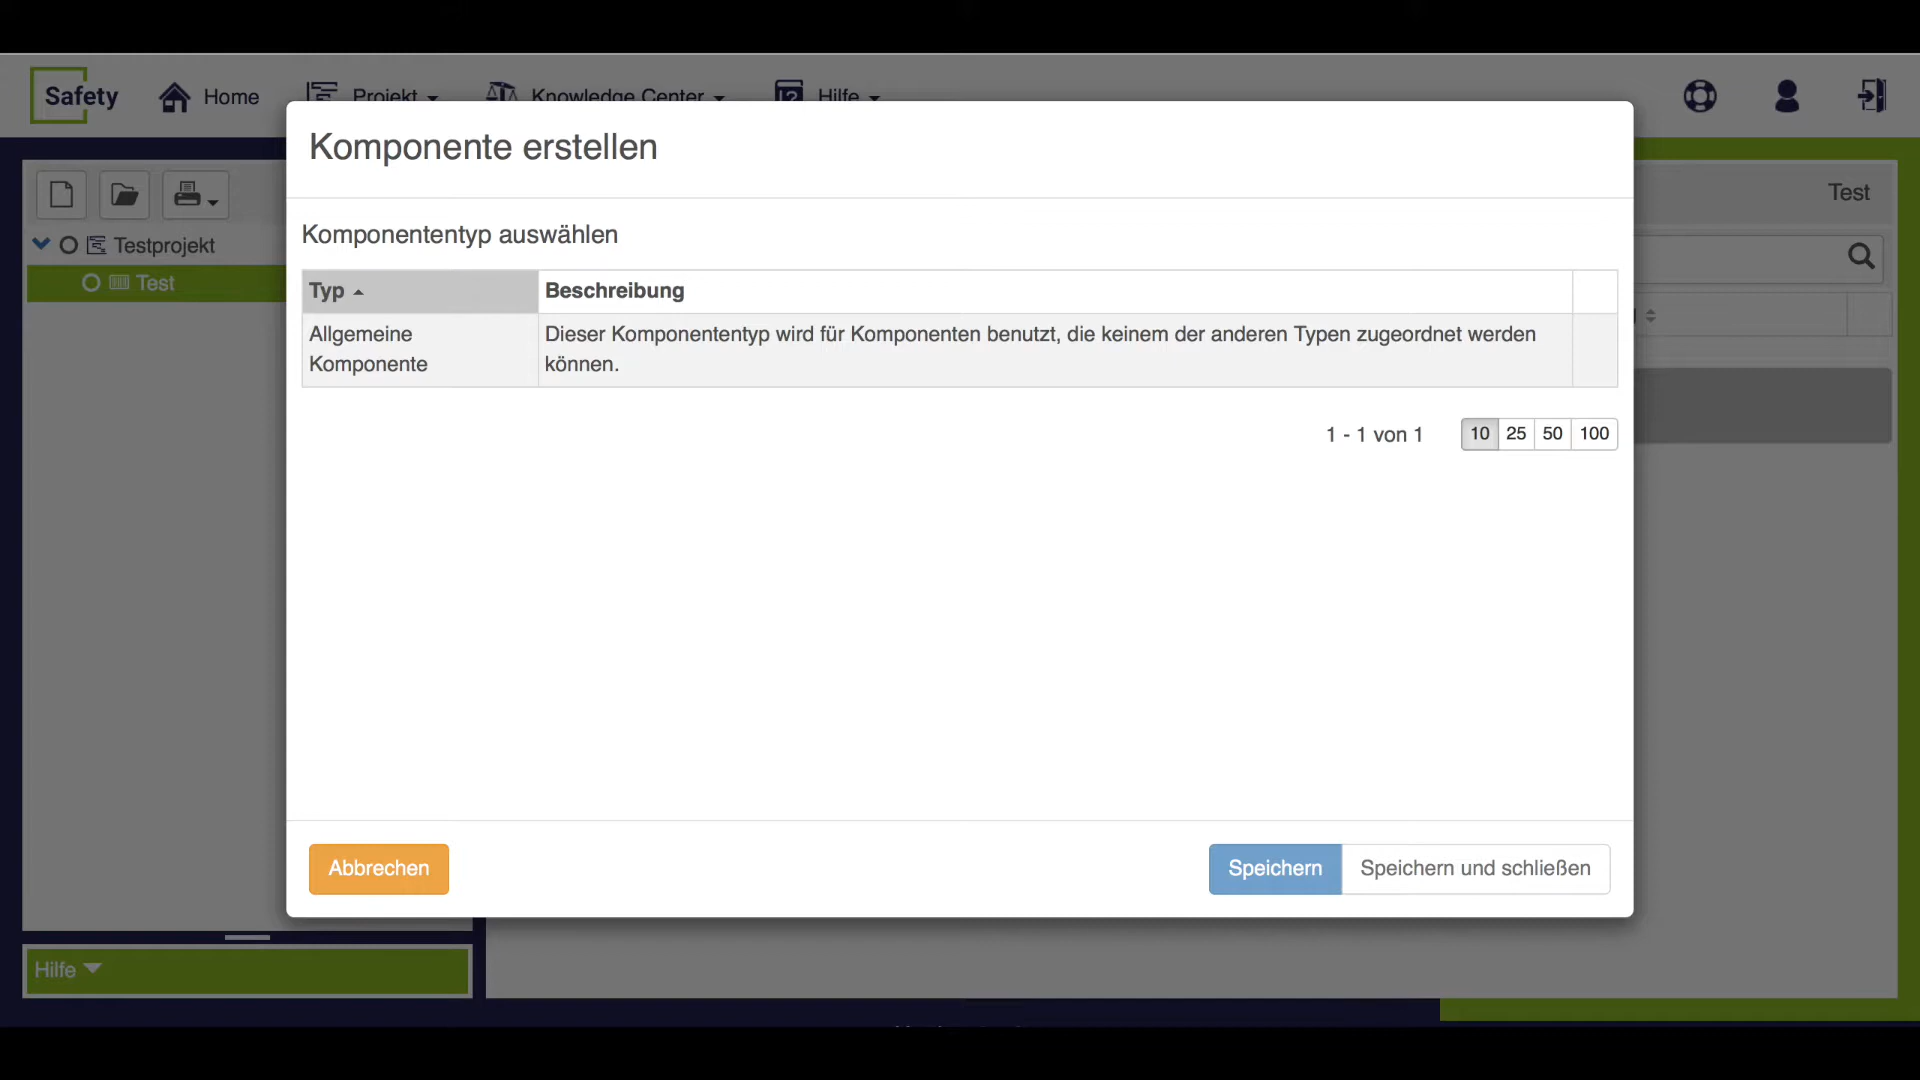 Safety Home Projekt Knowledge Center Hilfe
Komponente erstellen
Test
Testprojekt
Test
Komponententyp auswählen
Typ Beschreibung
Allgemeine Komponente
Dieser Komponententyp wird für Komponenten benutzt, die keinem der anderen Typen zugeordnet werden
können.
1 - 1 von 1 10 25 50 100
Abbrechen Speichern Speichern und schließen
Hilfe